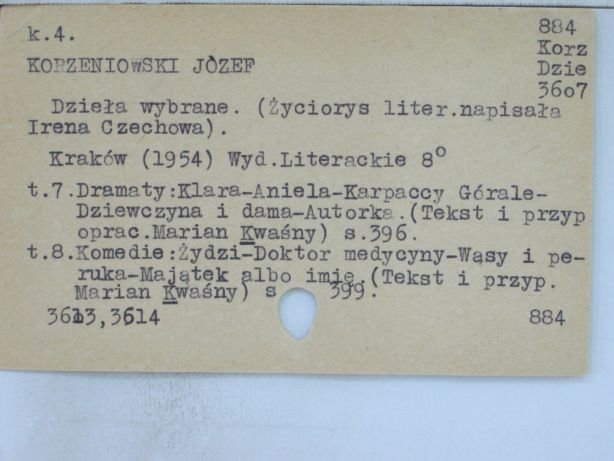 k.4.
884
Korz
KORZENIOWSKI JÓZEF
Dzie
3607
Dzieła wybrane. (Życiorys liter.napisała
Irena Czechowa).
Kraków (1954) Wyd.Literackie 8°
t.7.Dramaty:Klara-Aniela-Karpaccy Górale-
Dziewczyna i dama-Autorka.(Tekst i przyp
oprac.Marian Kwaśny) s.396.
t.8.Komedie:Żydzi-Doktor medycyny-Wąsy i pe-
ruka-Majątek albo imię.(Tekst i przyp.
Marian Kwaśny) s 399.
3613,3614
884